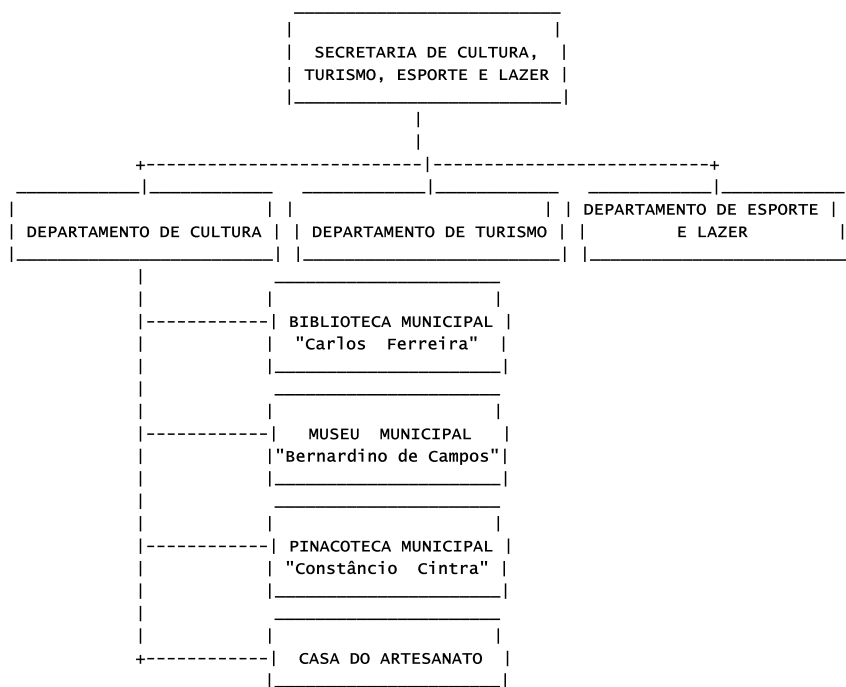 SECRETARIA DE CULTURA,
TURISMO, ESPORTE E LAZER
DEPARTAMENTO DE CULTURA
DEPARTAMENTO DE TURISMO
DEPARTAMENTO DE ESPORTE
E LAZER
BIBLIOTECA MUNICIPAL
"Carlos Ferreira"
MUSEU MUNICIPAL
"Bernardino de Campos"
PINACOTECA MUNICIPAL
"Constâncio Cintra"
CASA DO ARTESANATO